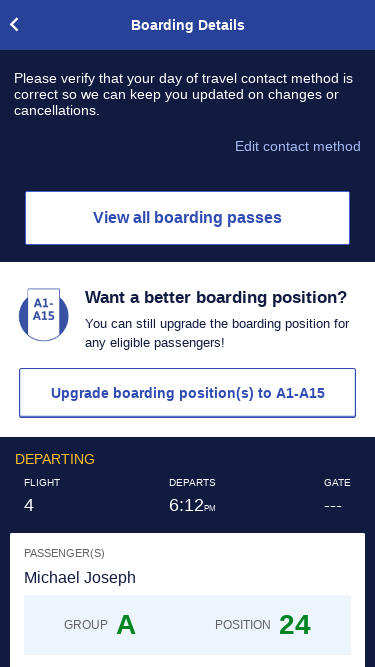 Boarding Details
Please verify that your day of travel contact method is
correct so we can keep you updated on changes or
cancellations.
Edit contact method
View all boarding passes
A1-
A15
Want a better boarding position?
You can still upgrade the boarding position for
any eligible passengers!
Upgrade boarding position(s) to A1-A15
DEPARTING
FLIGHT DEPARTS GATE
4 6:12PM ---
PASSENGER(S)
Michael Joseph
GROUP A POSITION 24